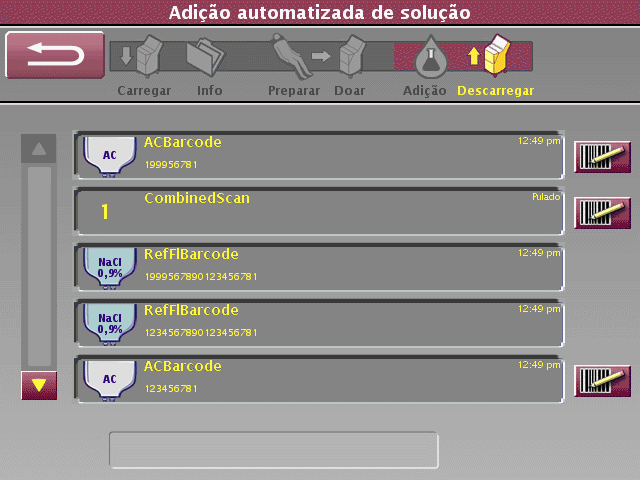 Adição automatizada de solução
Carregar Info Preparar Doar Adição Descarregar
AC ACBarcode 12:49 pm
199956781
1 CombinedScan Pulado
NaCl 0,9% RefFlBarcode 12:49 pm
1999567890123456781
NaCl 0,9% RefFlBarcode 12:49 pm
1234567890123456781
AC ACBarcode 12:49 pm
123456781